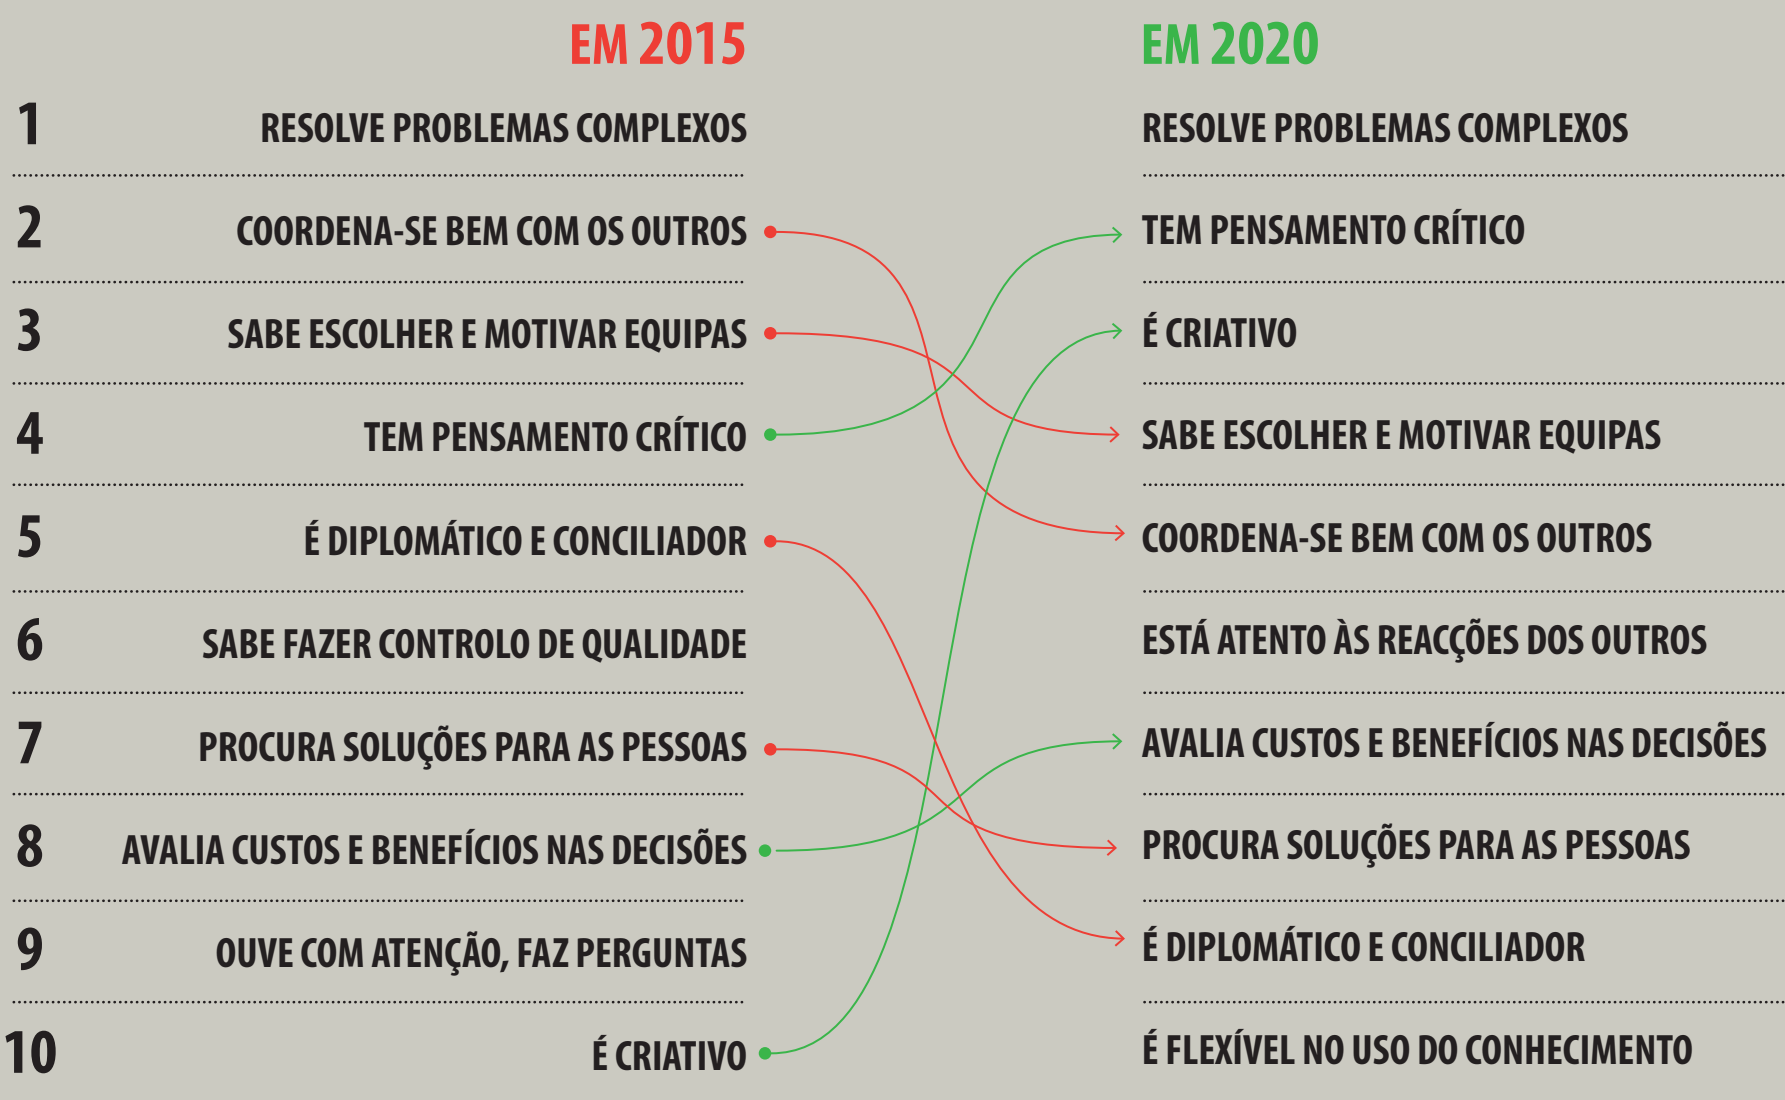 EM 2015 EM 2020
1 RESOLVE PROBLEMAS COMPLEXOS RESOLVE PROBLEMAS COMPLEXOS
2 COORDENA-SE BEM COM OS OUTROS TEM PENSAMENTO CRÍTICO
3 SABE ESCOLHER E MOTIVAR EQUIPAS É CRIATIVO
4 TEM PENSAMENTO CRÍTICO SABE ESCOLHER E MOTIVAR EQUIPAS
5 É DIPLOMÁTICO E CONCILIADOR COORDENA-SE BEM COM OS OUTROS
6 SABE FAZER CONTROLO DE QUALIDADE ESTÁ ATENTO ÀS REACÇÕES DOS OUTROS
7 PROCURA SOLUÇÕES PARA AS PESSOAS AVALIA CUSTOS E BENEFÍCIOS NAS DECISÕES
8 AVALIA CUSTOS E BENEFÍCIOS NAS DECISÕES PROCURA SOLUÇÕES PARA AS PESSOAS
9 OUVE COM ATENÇÃO, FAZ PERGUNTAS É DIPLOMÁTICO E CONCILIADOR
10 É CRIATIVO É FLEXÍVEL NO USO DO CONHECIMENTO